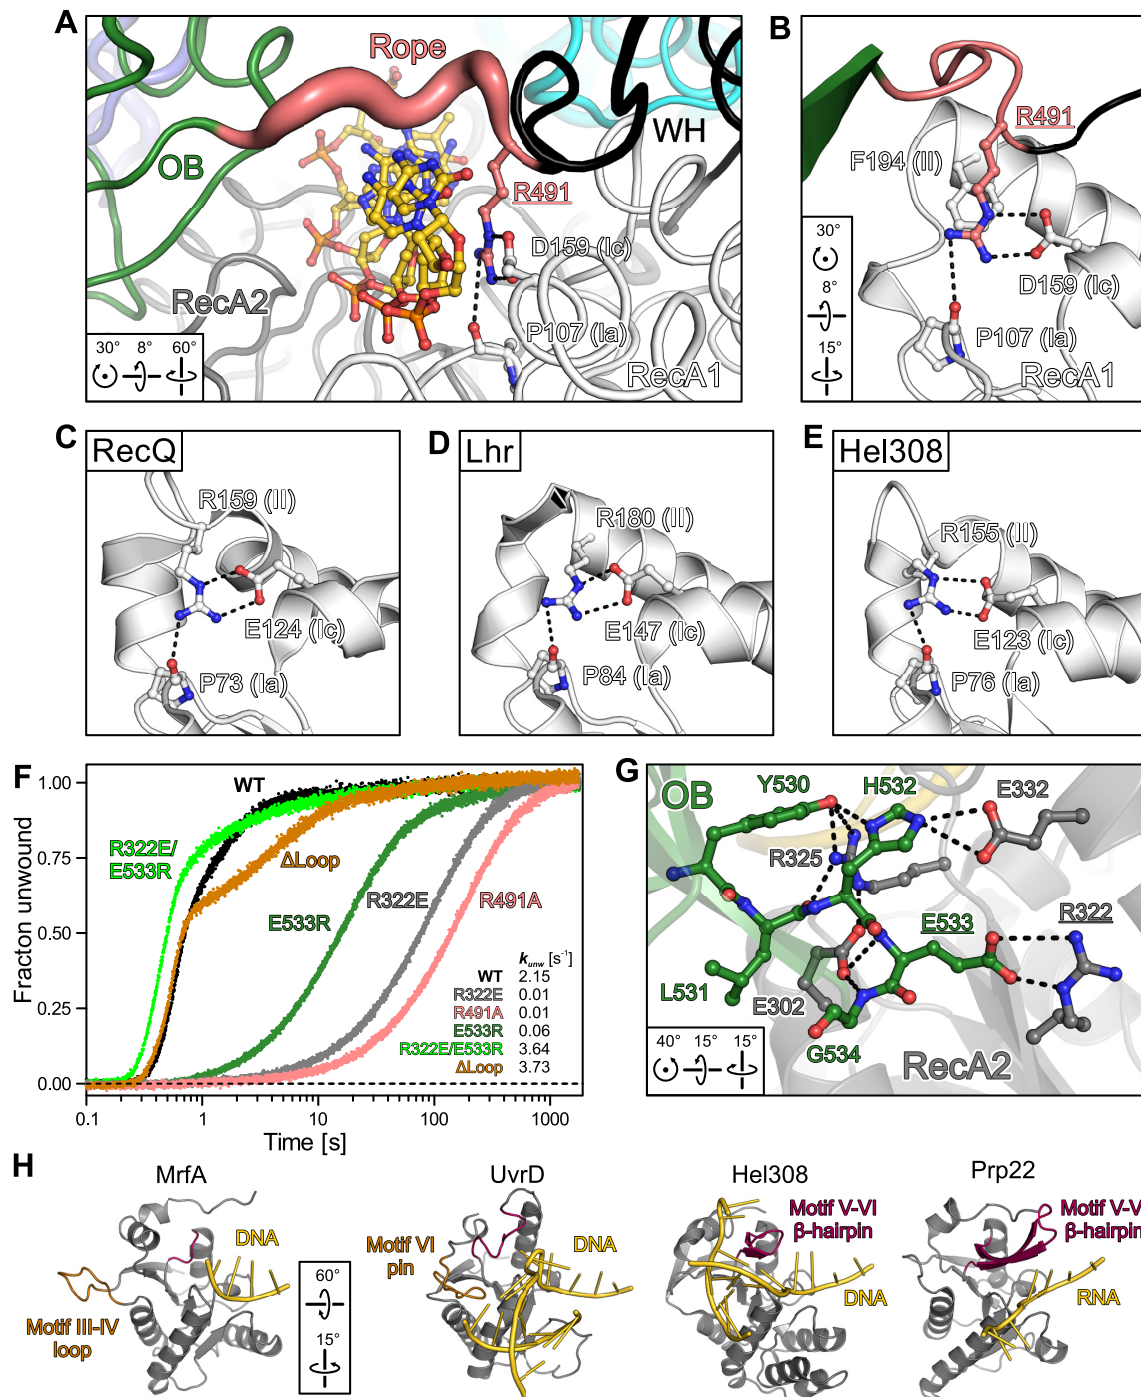 A
Rope
OB
WH
R491
D159 (Ic)
RecA2
P107 (Ia)
RecA1
30° 8° 60°
B
R491
F194 (II)
D159 (Ic)
P107 (Ia)
RecA1
30°
8°
15°
C
RecQ
R159 (II)
E124 (Ic)
P73 (Ia)
D
Lhr
R180 (II)
E147 (Ic)
P84 (Ia)
E
Hel308
R155 (II)
E123 (Ic)
P76 (Ia)
F
Fracton unwound
1.00
0.75
0.50
0.25
0.00
0.1 1 10 100 1000
Time [s]
WT
R322E/
E533R
ΔLoop
E533R
R322E
R491A
kunw [s-1]
WT 2.15
R322E 0.01
R491A 0.01
E533R 0.06
R322E/E533R 3.64
ΔLoop 3.73
G
OB
Y530
H532
E332
R325
E533
R322
L531
E302
G534
RecA2
40° 15° 15°
H
MrfA
DNA
Motif III-IV
loop
60°
15°
UvrD
Motif VI
pin
DNA
Hel308
Motif V-VI
β-hairpin
DNA
Prp22
Motif V-V
β-hairpin
RNA